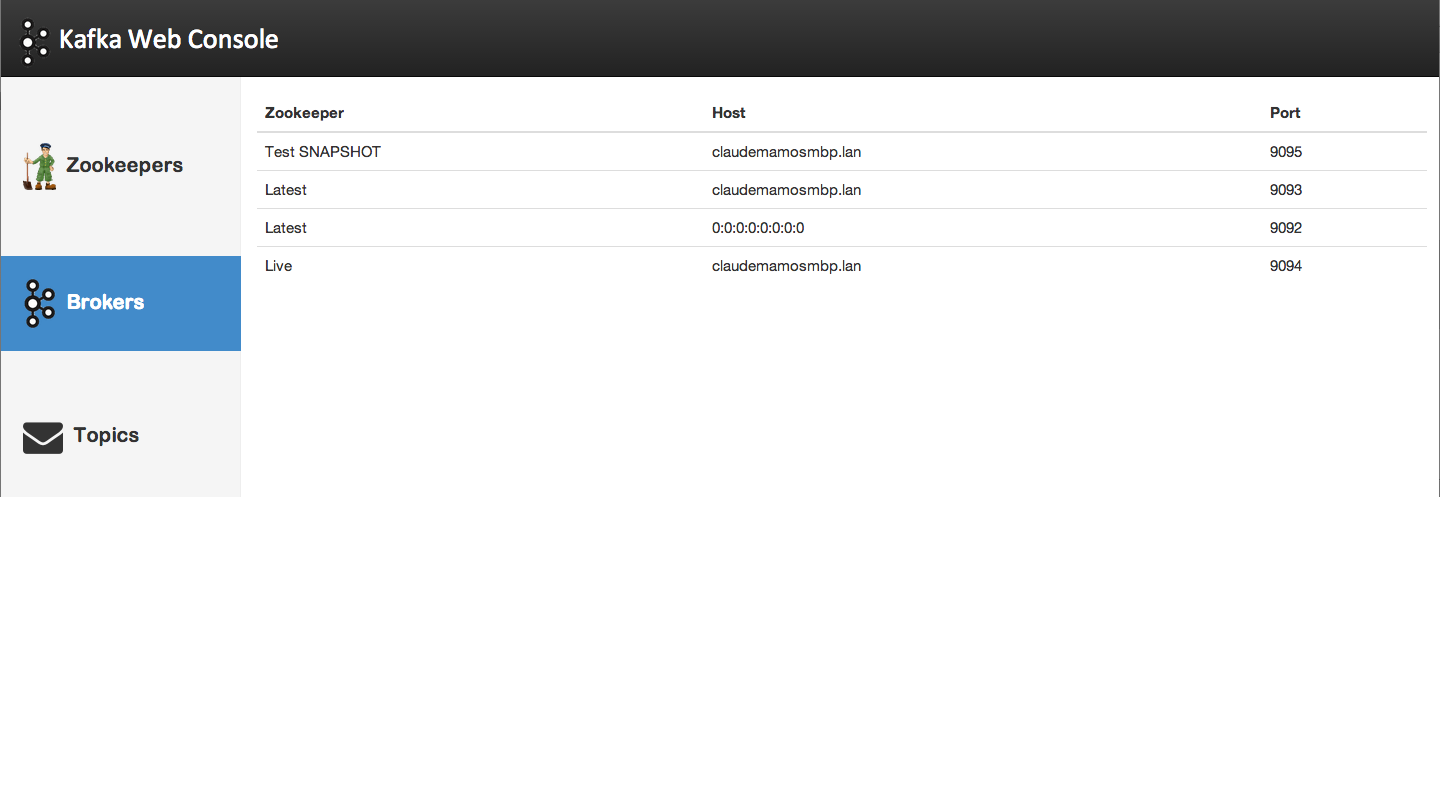 Kafka Web Console
Zookeepers
Brokers
Topics
Zookeeper Host Port
Test SNAPSHOT claudemamosmbp.lan 9095
Latest claudemamosmbp.lan 9093
Latest 0:0:0:0:0:0:0:0 9092
Live claudemamosmbp.lan 9094